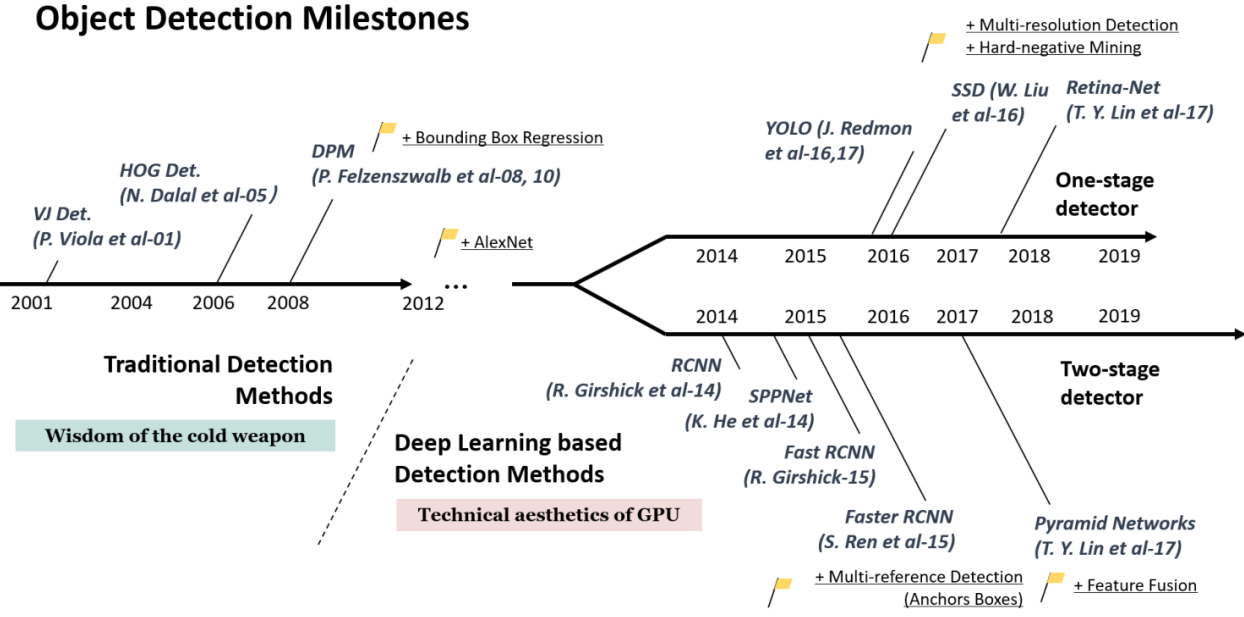 Object Detection Milestones
+ Multi-resolution Detection
+ Hard-negative Mining
SSD (W. Liu
et al-16)
Retina-Net
(T. Y. Lin et al-17)
YOLO (J. Redmon
et al-16,17)
+ Bounding Box Regression
DPM
(P. Felzenszwalb et al-08, 10)
HOG Det.
(N. Dalal et al-05)
VJ Det.
(P. Viola et al-01)
+ AlexNet
One-stage
detector
2014 2015 2016 2017 2018 2019
2001 2004 2006 2008 2012 ...
2014 2015 2016 2017 2018 2019
Traditional Detection
Methods
Wisdom of the cold weapon
Deep Learning based
Detection Methods
Technical aesthetics of GPU
RCNN
(R. Girshick et al-14)
SPPNet
(K. He et al-14)
Fast RCNN
(R. Girshick-15)
Faster RCNN
(S. Ren et al-15)
Pyramid Networks
(T. Y. Lin et al-17)
Two-stage
detector
+ Multi-reference Detection
(Anchors Boxes)
+ Feature Fusion